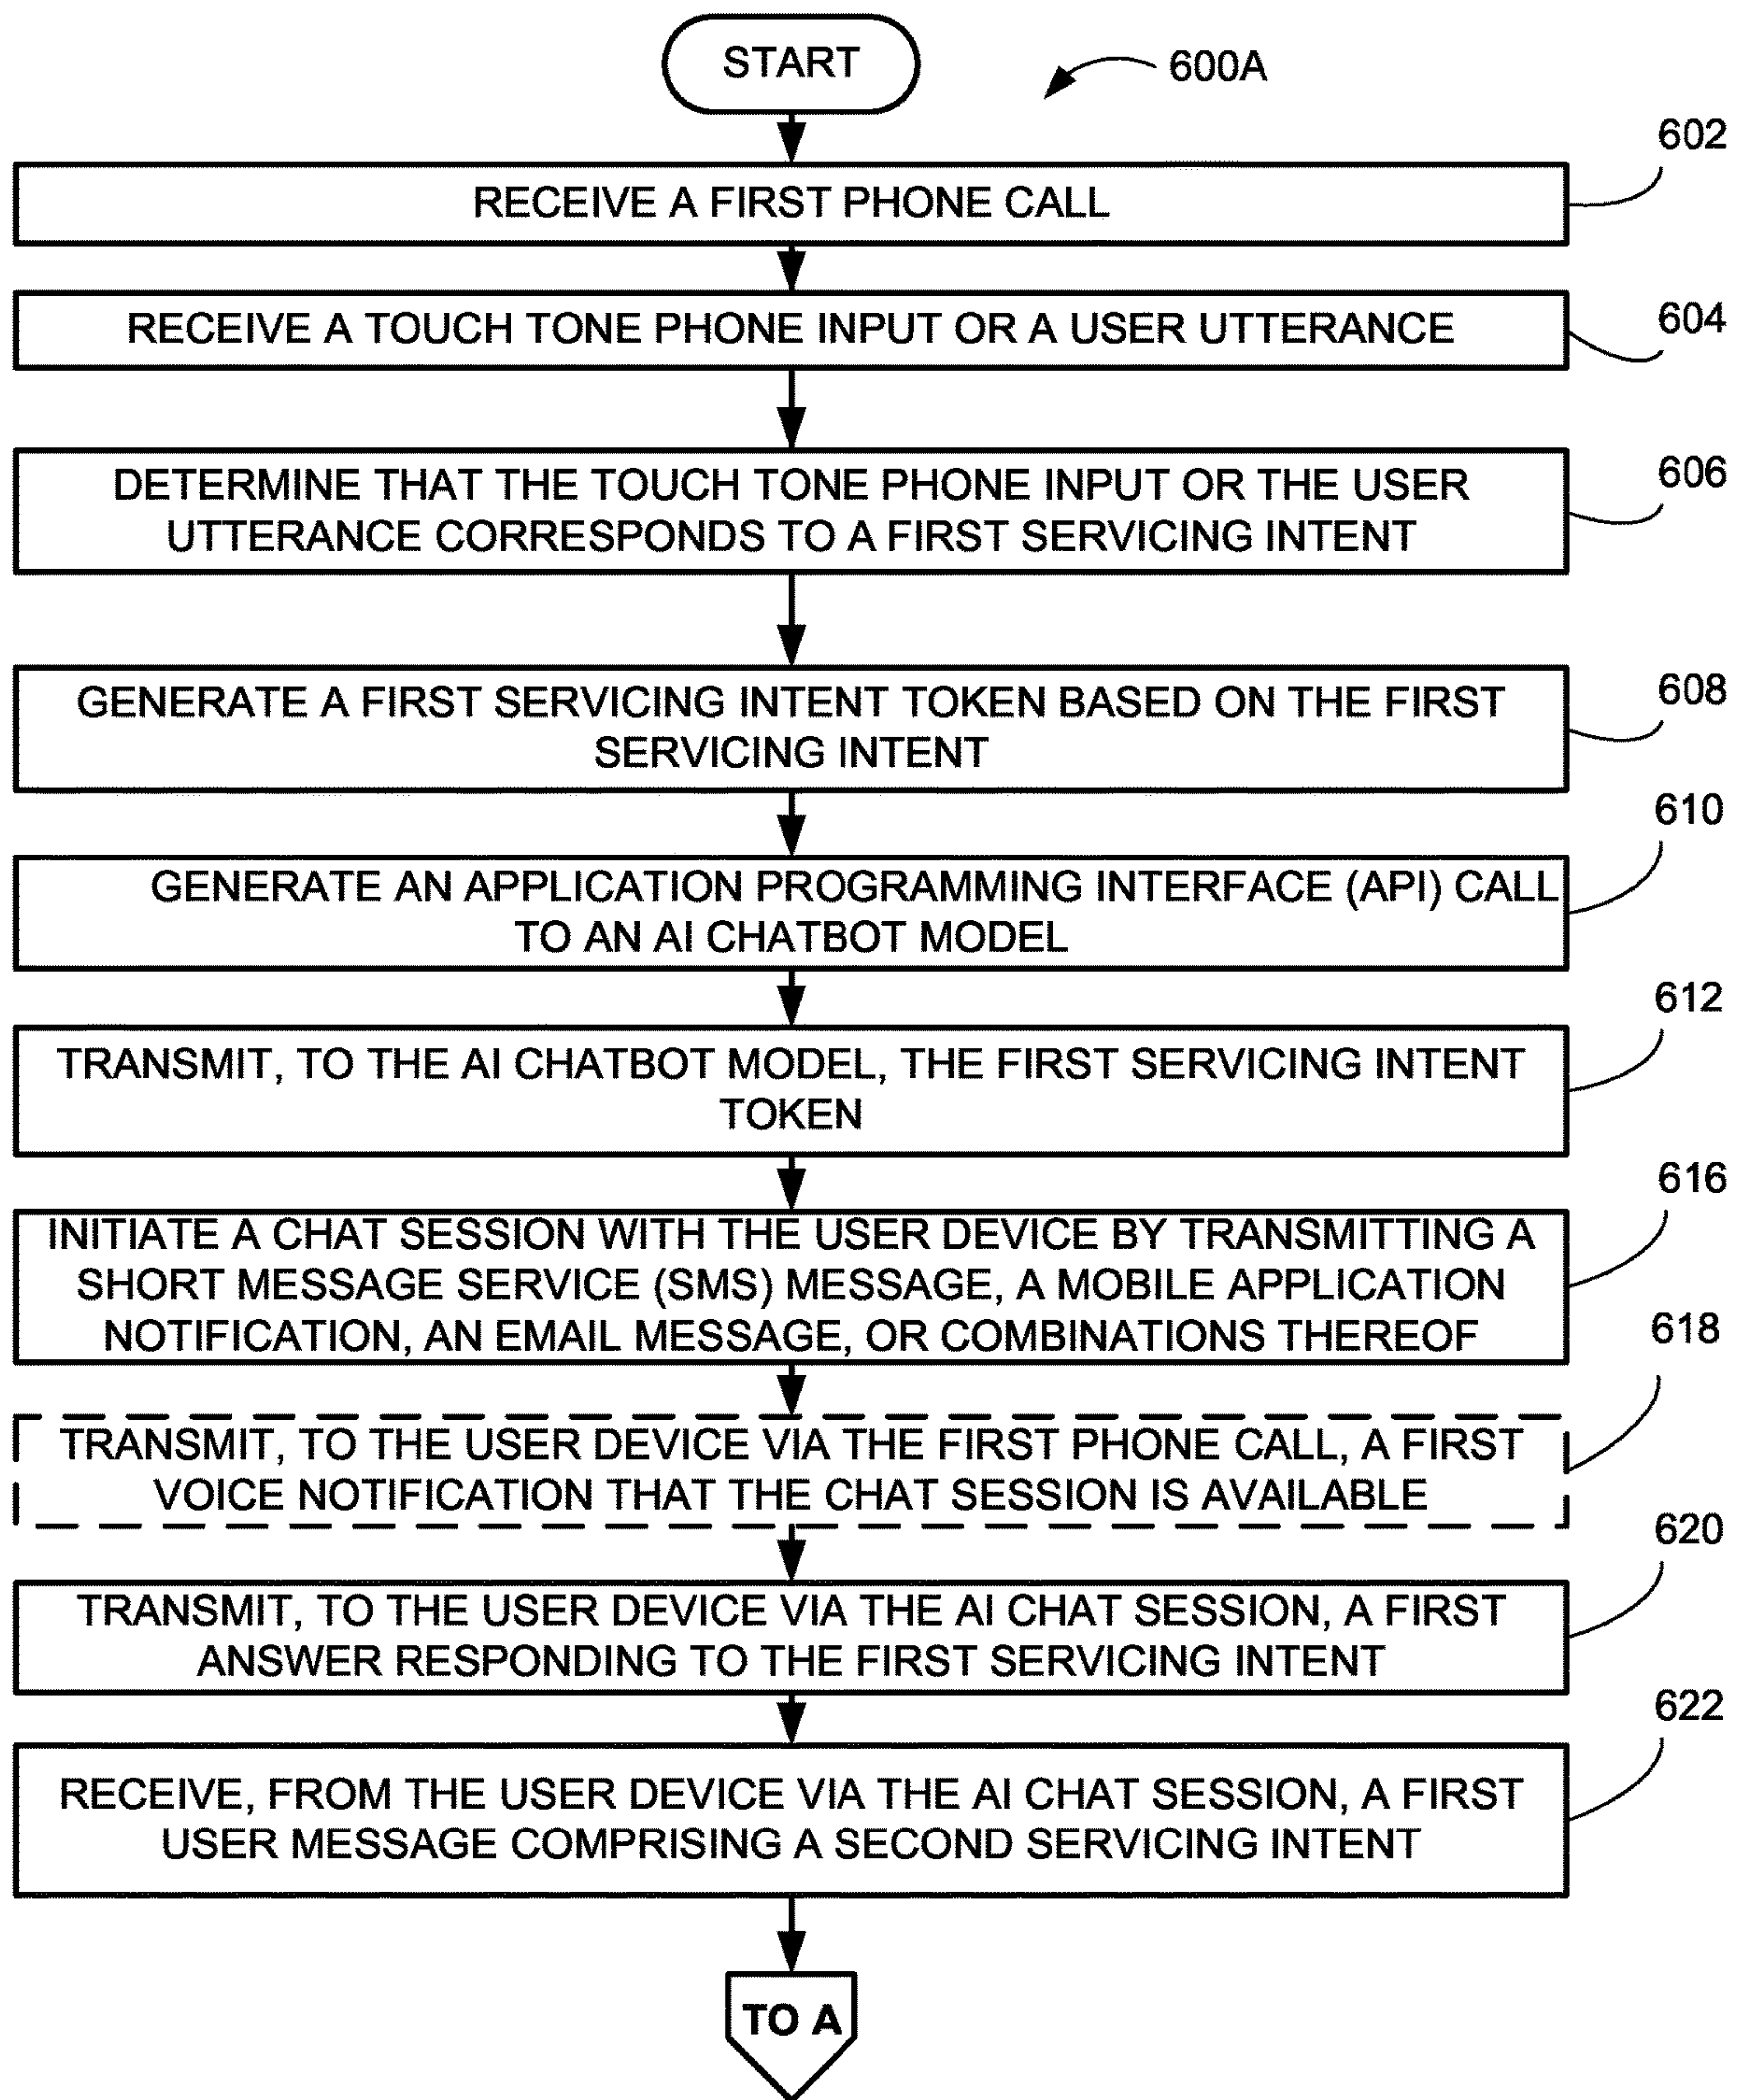 START
600A
602
RECEIVE A FIRST PHONE CALL
604
RECEIVE A TOUCH TONE PHONE INPUT OR A USER UTTERANCE
606
DETERMINE THAT THE TOUCH TONE PHONE INPUT OR THE USER
UTTERANCE CORRESPONDS TO A FIRST SERVICING INTENT
608
GENERATE A FIRST SERVICING INTENT TOKEN BASED ON THE FIRST
SERVICING INTENT
610
GENERATE AN APPLICATION PROGRAMMING INTERFACE (API) CALL
TO AN AI CHATBOT MODEL
612
TRANSMIT, TO THE AI CHATBOT MODEL, THE FIRST SERVICING INTENT
TOKEN
616
INITIATE A CHAT SESSION WITH THE USER DEVICE BY TRANSMITTING A
SHORT MESSAGE SERVICE (SMS) MESSAGE, A MOBILE APPLICATION
NOTIFICATION, AN EMAIL MESSAGE, OR COMBINATIONS THEREOF
618
TRANSMIT, TO THE USER DEVICE VIA THE FIRST PHONE CALL, A FIRST
VOICE NOTIFICATION THAT THE CHAT SESSION IS AVAILABLE
620
TRANSMIT, TO THE USER DEVICE VIA THE AI CHAT SESSION, A FIRST
ANSWER RESPONDING TO THE FIRST SERVICING INTENT
622
RECEIVE, FROM THE USER DEVICE VIA THE AI CHAT SESSION, A FIRST
USER MESSAGE COMPRISING A SECOND SERVICING INTENT
TO A